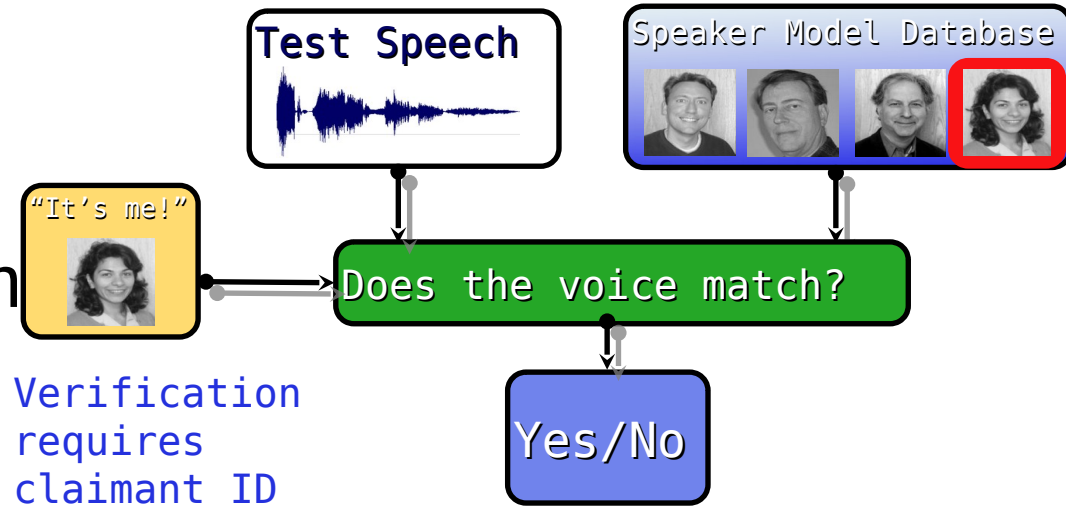 Test Speech
Speaker Model Database
“It’s me!”
n
Does the voice match?
Verification
requires
claimant ID
Yes/No